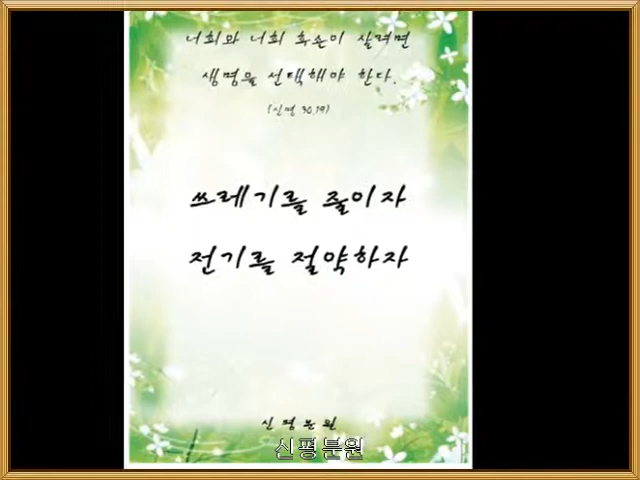 너희와 너희 후손이 살려면
생명을 선택해야 한다.
(신명 30,19)
쓰레기를 줄이자
전기를 절약하자
신평분원
신평분원